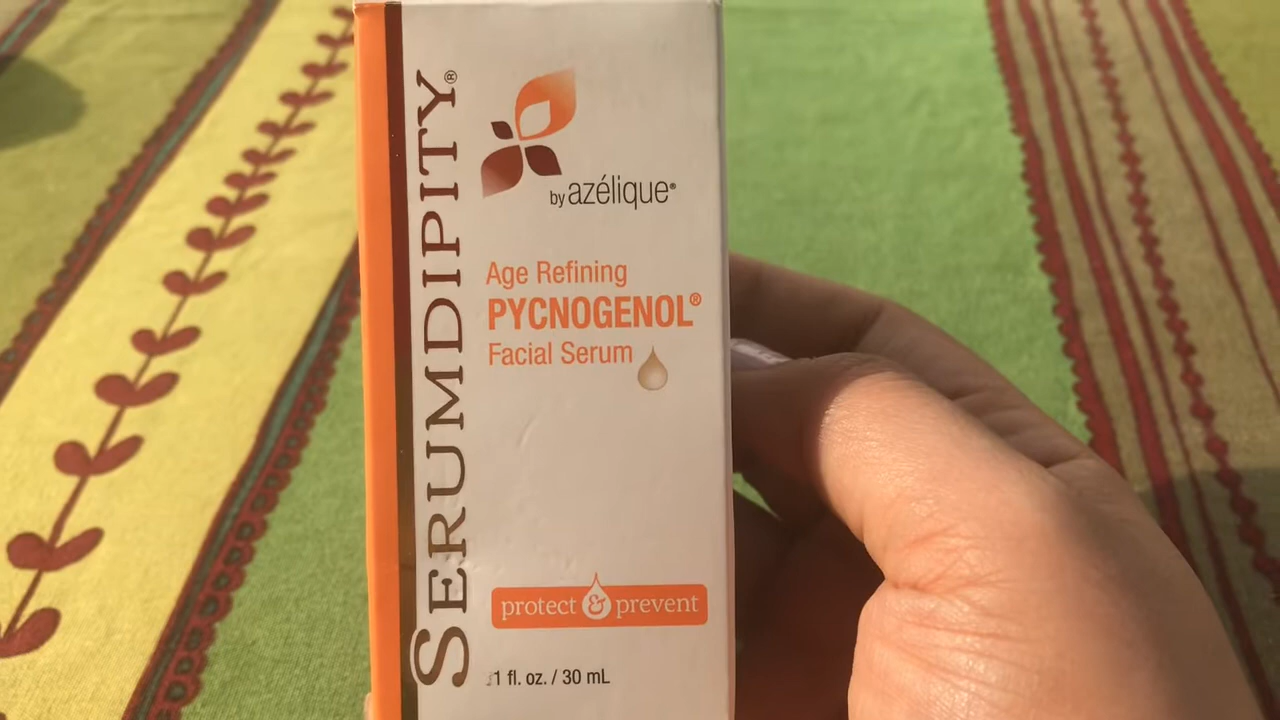 SERUMDIPITY®
by azélique®
Age Refining
PYCNOGENOL®
Facial Serum
protect & prevent
1 fl. oz. / 30 mL